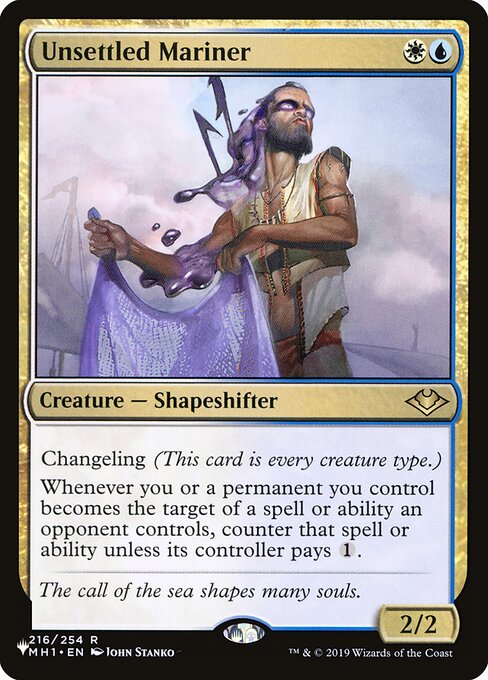 Unsettled Mariner
Creature — Shapeshifter
Changeling (This card is every creature type.)
Whenever you or a permanent you control
becomes the target of a spell or ability an
opponent controls, counter that spell or
ability unless its controller pays 1.
The call of the sea shapes many souls.
2/2
216/254 R
MH1 • EN John Stanko
™ & © 2019 Wizards of the Coast